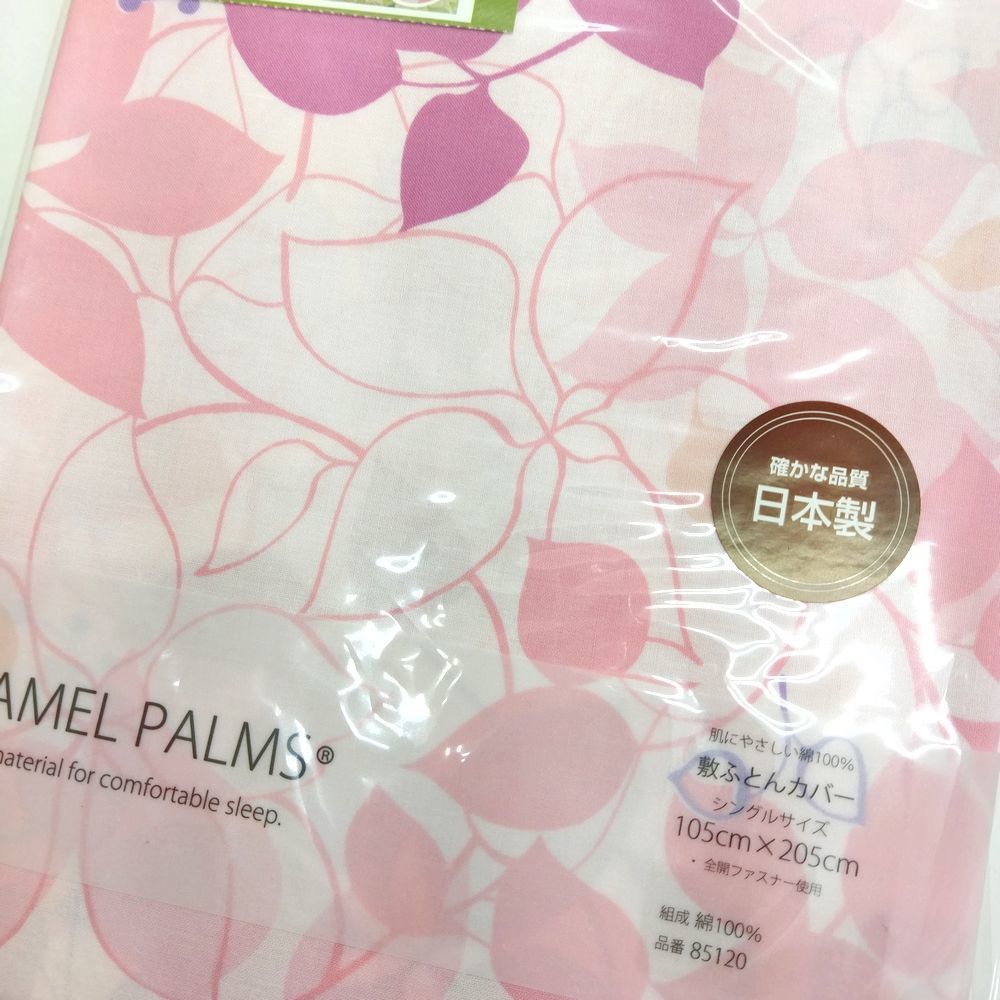 確かな品質
日本製
AMEL PALMS®
material for comfortable sleep.
肌にやさしい綿100%
敷ふとんカバー
シングルサイズ
105cm×205cm
・全開ファスナー使用
組成 綿100%
品番 85120